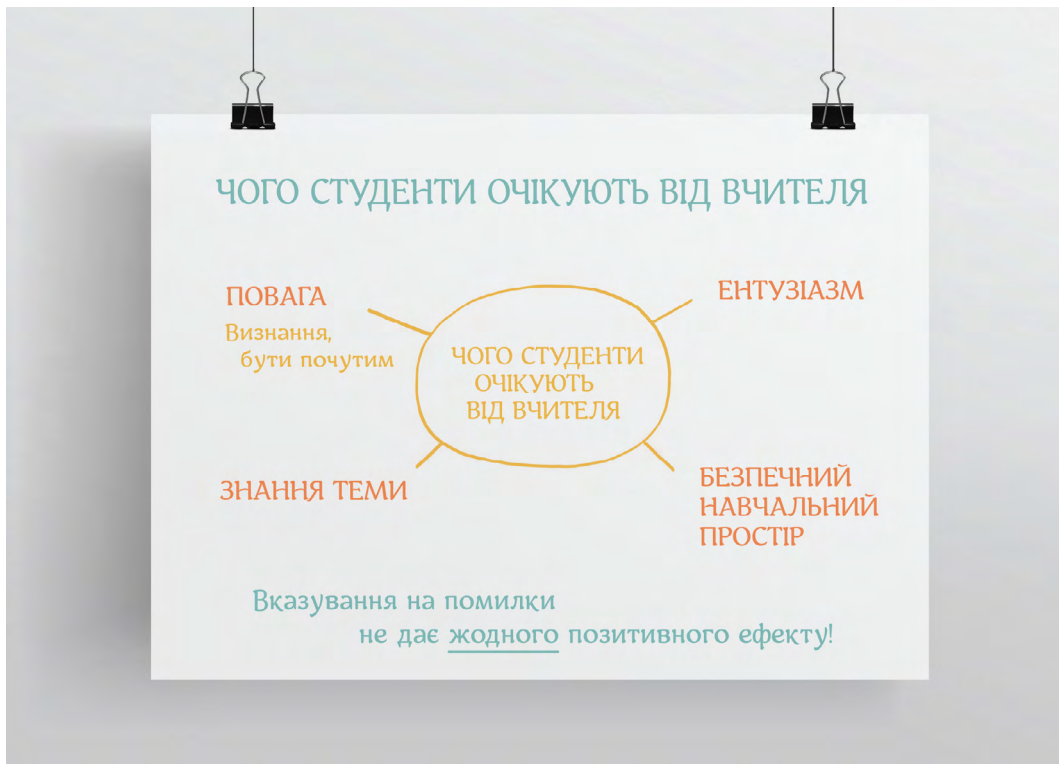 ЧОГО СТУДЕНТИ ОЧІКУЮТЬ ВІД ВЧИТЕЛЯ
ПОВАГА
Визнання,
бути почутим
ЕНТУЗІАЗМ
ЧОГО СТУДЕНТИ
ОЧІКУЮТЬ
ВІД ВЧИТЕЛЯ
ЗНАННЯ ТЕМИ
БЕЗПЕЧНИЙ
НАВЧАЛЬНИЙ
ПРОСТІР
Вказування на помилки
не дає жодного позитивного ефекту!